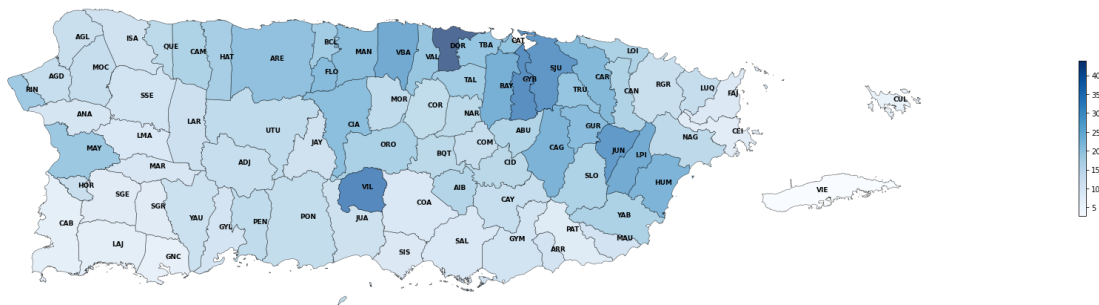 AGL
ISA
QUE
CAM
HAT
ARE
BCL
MAN
VBA
VAL
DOR
TBA
CAT
MOC
AGD
RIN
SSE
FLO
TAL
BAY
GYB
SJU
TRU
CAR
LOI
CAN
RGR
LUQ
FAJ
CUL
ANA
LAR
MOR
COR
NAR
CIA
UTU
LMA
MAY
MAR
JAY
ORO
BQT
COM
ABU
CID
CAG
GUR
JUN
LPI
NAG
CEI
ADJ
HOR
SGE
SGR
CAB
LAJ
GNC
YAU
GYL
PEN
PON
VIL
JUA
COA
AIB
CAY
SLO
HUM
YAB
MAU
PAT
ARR
GYM
SAL
SIS
VIE
40
35
30
25
20
15
10
5